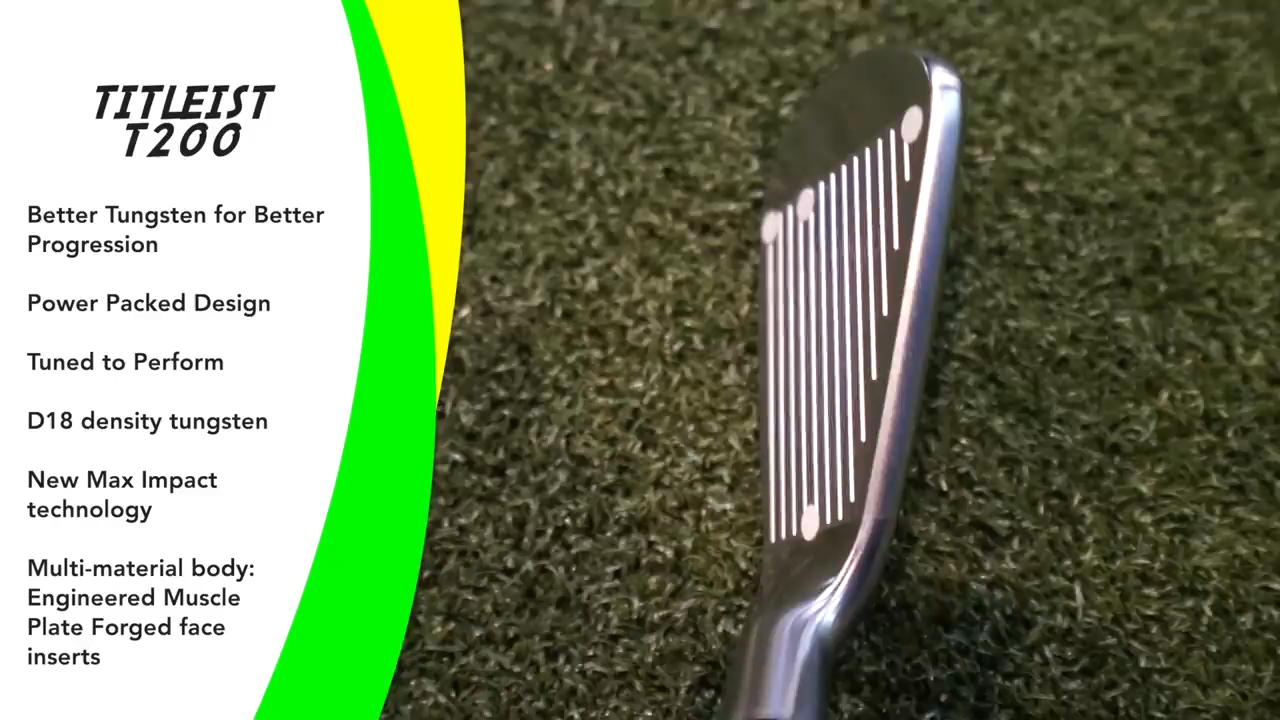 TITLEIST
T200
Better Tungsten for Better
Progression
Power Packed Design
Tuned to Perform
D18 density tungsten
New Max Impact
technology
Multi-material body:
Engineered Muscle
Plate Forged face
inserts